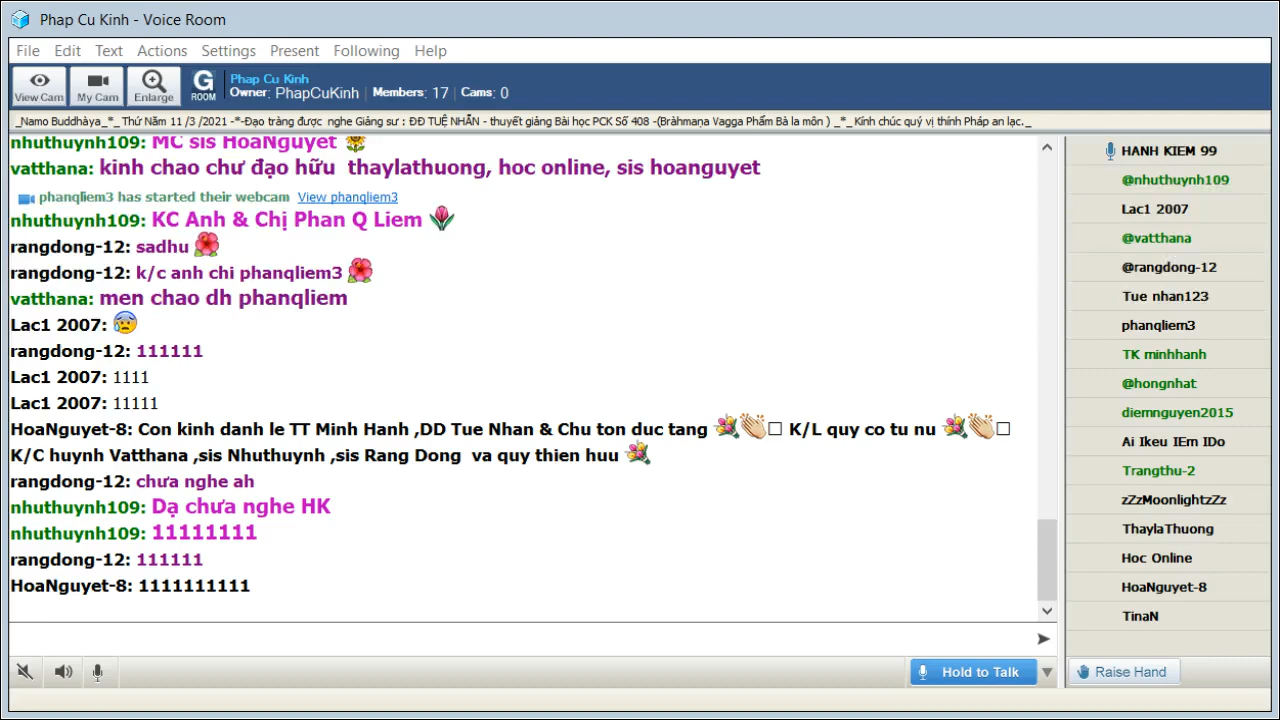 Phap Cu Kinh - Voice Room
File Edit Text Actions Settings Present Following Help
View Cam My Cam Enlarge G ROOM Phap Cu Kinh
Owner: PhapCuKinh Members: 17 Cams: 0
_Namo Buddhàya_*_Thứ Năm 11 /3 /2021 -*-Đạo tràng được nghe Giảng sư : ĐĐ TUỆ NHẪN - thuyết giảng Bài học PCK Số 408 -(Bràhmaṇa Vagga Phẩm Bà la môn ) _*_ Kính chúc quý vị thính Pháp an lạc._
nhuthuynh109: MC sis HoaNguyet
vatthana: kinh chao chư đạo hữu thaylathuong, hoc online, sis hoanguyet
phanqliem3 has started their webcam View phanqliem3
nhuthuynh109: KC Anh & Chị Phan Q Liem
rangdong-12: sadhu
rangdong-12: k/c anh chi phanqliem3
vatthana: men chao dh phanqliem
Lac1 2007:
rangdong-12: 111111
Lac1 2007: 1111
Lac1 2007: 11111
HoaNguyet-8: Con kinh danh le TT Minh Hanh ,DD Tue Nhan & Chu ton duc tang K/L quy co tu nu
K/C huynh Vatthana ,sis Nhuthuynh ,sis Rang Dong va quy thien huu
rangdong-12: chưa nghe ah
nhuthuynh109: Dạ chưa nghe HK
nhuthuynh109: 11111111
rangdong-12: 111111
HoaNguyet-8: 1111111111
Hold to Talk
HANH KIEM 99
@nhuthuynh109
Lac1 2007
@vatthana
@rangdong-12
Tue nhan123
phanqliem3
TK minhhanh
@hongnhat
diemnguyen2015
Ai Ikeu IEm IDo
Trangthu-2
zZzMoonlightzZz
ThaylaThuong
Hoc Online
HoaNguyet-8
TinaN
Raise Hand